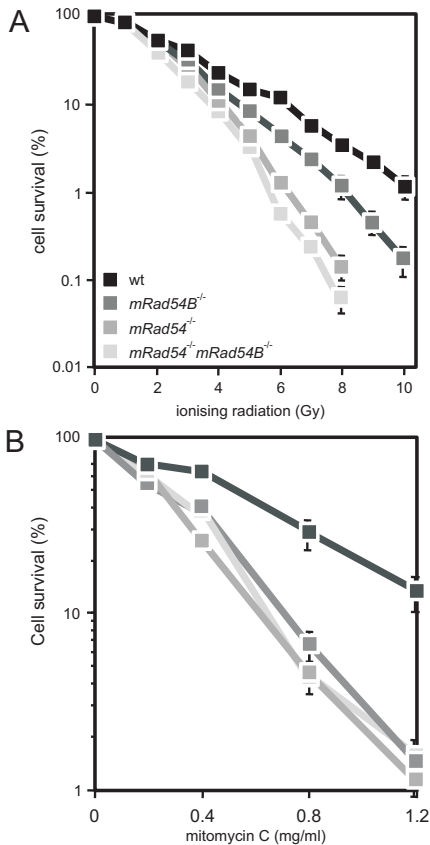 A
100
10
1
0.1
0.01
cell survival (%)
wt
mRad54B-/-
mRad54-/-
mRad54-/-mRad54B-/-
0 2 4 6 8 10
ionising radiation (Gy)
B
100
10
1
Cell survival (%)
0 0.4 0.8 1.2
mitomycin C (mg/ml)